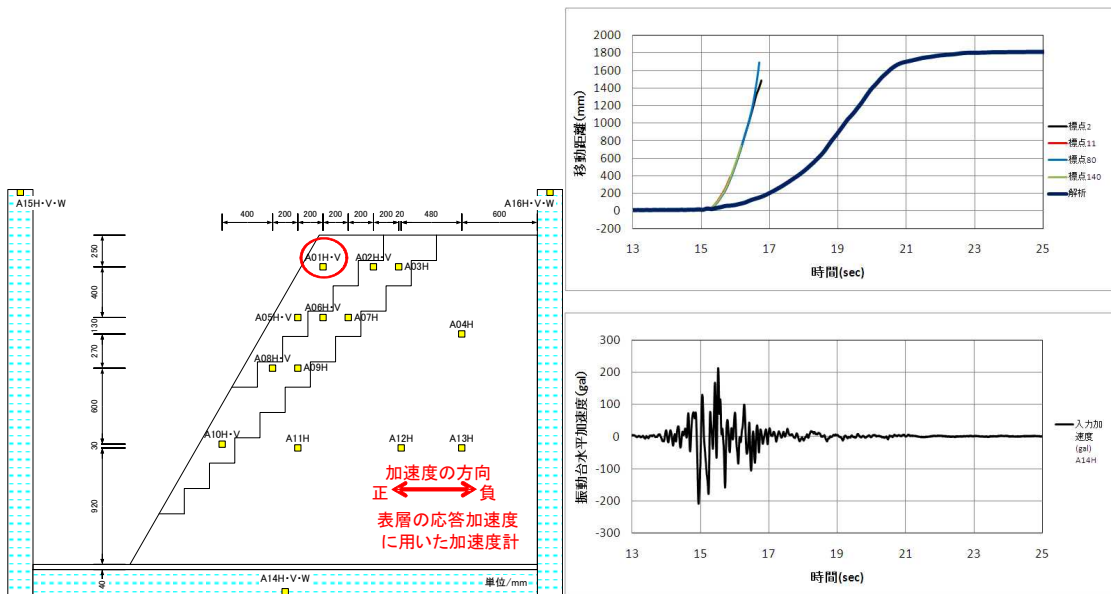 A15H・V・W
A16H・V・W
400
200
200
200
200
200
20
480
600
250
400
130
270
600
30
920
40
A01H・V
A02H・V
A03H
A05H・V
A06H・V
A07H
A04H
A08H・V
A09H
A10H・V
A11H
A12H
A13H
加速度の方向
正
負
表層の応答加速度
に用いた加速度計
A14H・V・W
単位/mm
移動距離(mm)
2000
1800
1600
1400
1200
1000
800
600
400
200
0
-200
13
15
17
19
21
23
25
時間(sec)
標点2
標点11
標点80
標点140
解析
振動台水平加速度(gal)
300
200
100
0
-100
-200
-300
13
15
17
19
21
23
25
時間(sec)
入力加
速度
(gal)
A14H